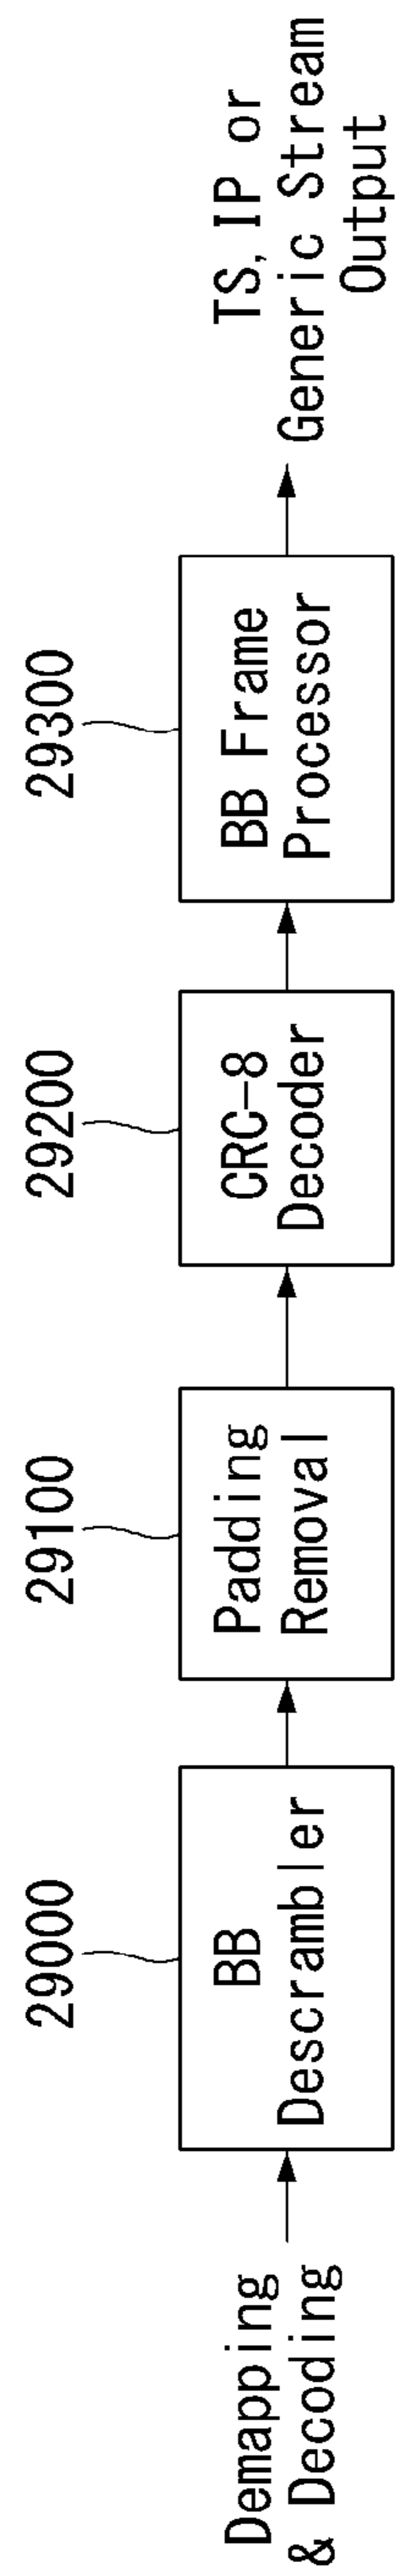 Demapping
& Decoding
29000
BB
Descrambler
29100
Padding
Removal
29200
CRC-8
Decoder
29300
BB Frame
Processor
TS, IP or
Generic Stream
Output